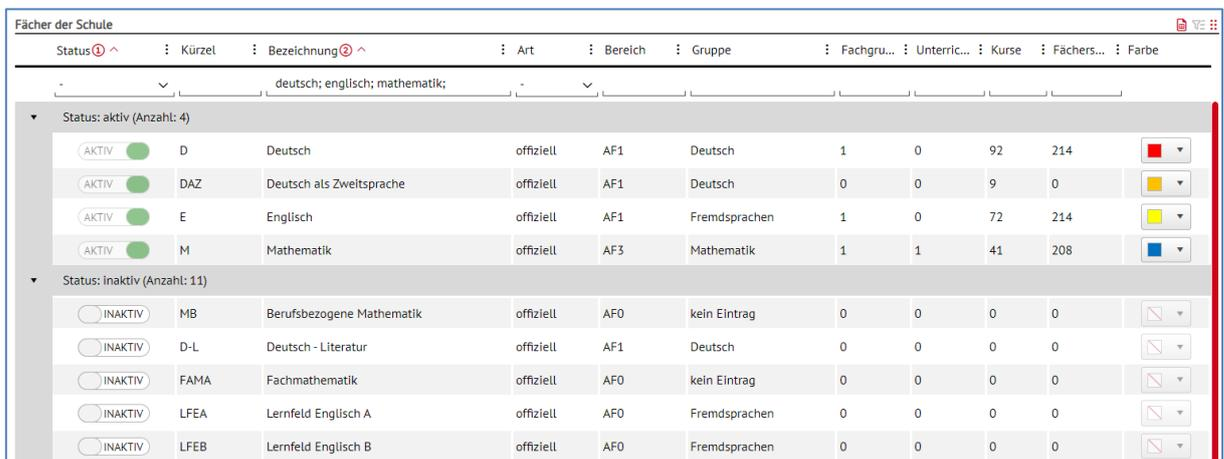 Fächer der Schule
Status 1 Kürzel Bezeichnung 2 Art Bereich Gruppe Fachgru... Unterric... Kurse Fächers... Farbe
- deutsch; englisch; mathematik; -
Status: aktiv (Anzahl: 4)
AKTIV D Deutsch offiziell AF1 Deutsch 1 0 92 214
AKTIV DAZ Deutsch als Zweitsprache offiziell AF1 Deutsch 0 0 9 0
AKTIV E Englisch offiziell AF1 Fremdsprachen 1 0 72 214
AKTIV M Mathematik offiziell AF3 Mathematik 1 1 41 208
Status: inaktiv (Anzahl: 11)
INAKTIV MB Berufsbezogene Mathematik offiziell AF0 kein Eintrag 0 0 0 0
INAKTIV D-L Deutsch - Literatur offiziell AF1 Deutsch 0 0 0 0
INAKTIV FAMA Fachmathematik offiziell AF0 kein Eintrag 0 0 0 0
INAKTIV LFEA Lernfeld Englisch A offiziell AF0 Fremdsprachen 0 0 0 0
INAKTIV LFEB Lernfeld Englisch B offiziell AF0 Fremdsprachen 0 0 0 0